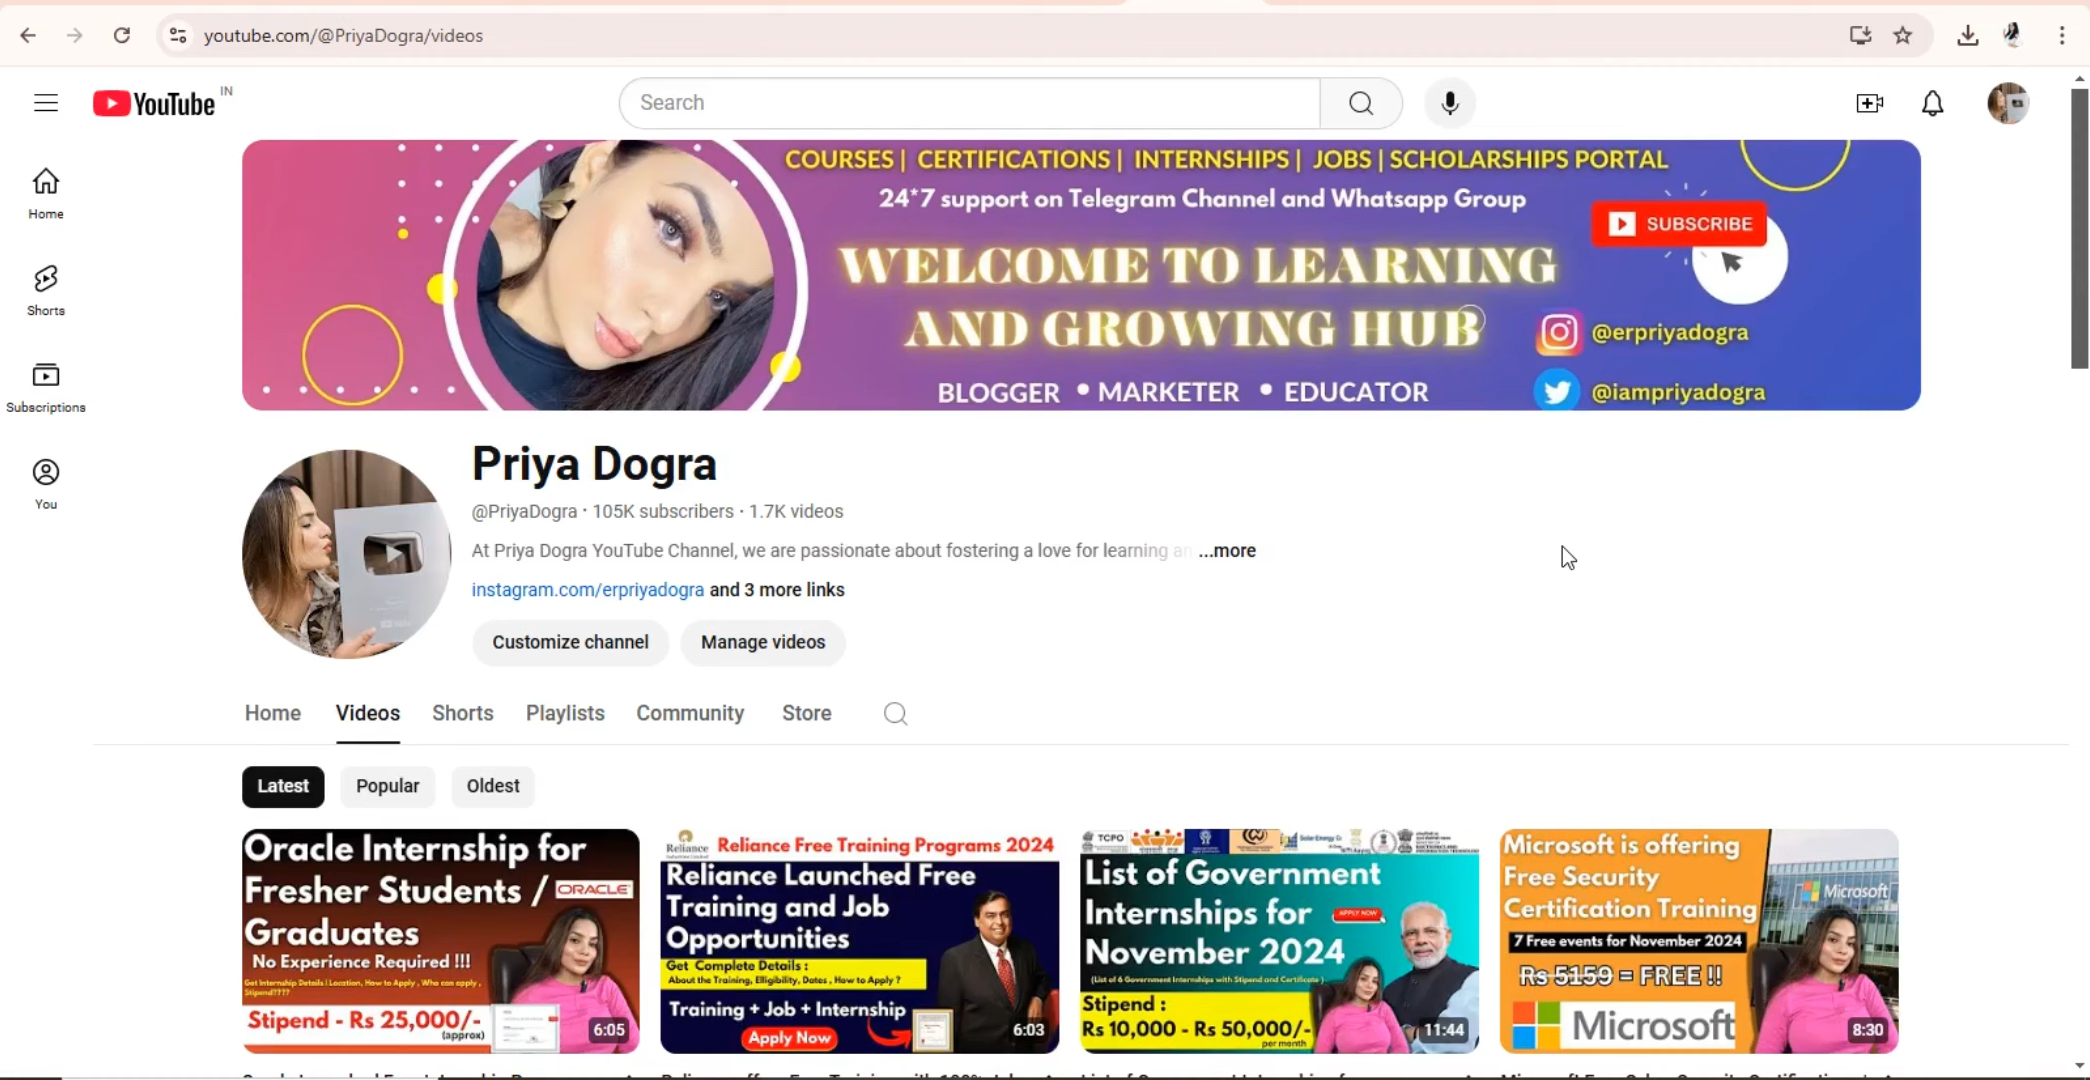 youtube.com/@PriyaDogra/videos
YouTube IN
Search
Home
Shorts
Subscriptions
You
COURSES | CERTIFICATIONS | INTERNSHIPS | JOBS | SCHOLARSHIPS PORTAL
24*7 support on Telegram Channel and Whatsapp Group
SUBSCRIBE
WELCOME TO LEARNING
AND GROWING HUB
@erpriyadogra
BLOGGER • MARKETER • EDUCATOR
@iampriyadogra
Priya Dogra
@PriyaDogra • 105K subscribers • 1.7K videos
At Priya Dogra YouTube Channel, we are passionate about fostering a love for learning an ...more
instagram.com/erpriyadogra and 3 more links
Customize channel
Manage videos
Home
Videos
Shorts
Playlists
Community
Store
Latest
Popular
Oldest
Oracle Internship for
Fresher Students / ORACLE
Graduates
No Experience Required !!!
Get Internship Details | Location, How to Apply, Who can apply,
Stipend????
Stipend - Rs 25,000/-
(approx)
6:05
Reliance
Reliance Free Training Programs 2024
Reliance Launched Free
Training and Job
Opportunities
Get Complete Details :
About the Training, Elligibility, Dates, How to Apply ?
Training + Job + Internship
Apply Now
6:03
TCPO
Solar Energy
List of Government
Internships for
APPLY NOW
November 2024
(List of 6 Government Internships with Stipend and Certificate)
Stipend :
Rs 10,000 - Rs 50,000/-
per month
11:44
Microsoft is offering
Free Security
Certification Training
Microsoft
7 Free events for November 2024
Rs 5159 = FREE !!
Microsoft
8:30